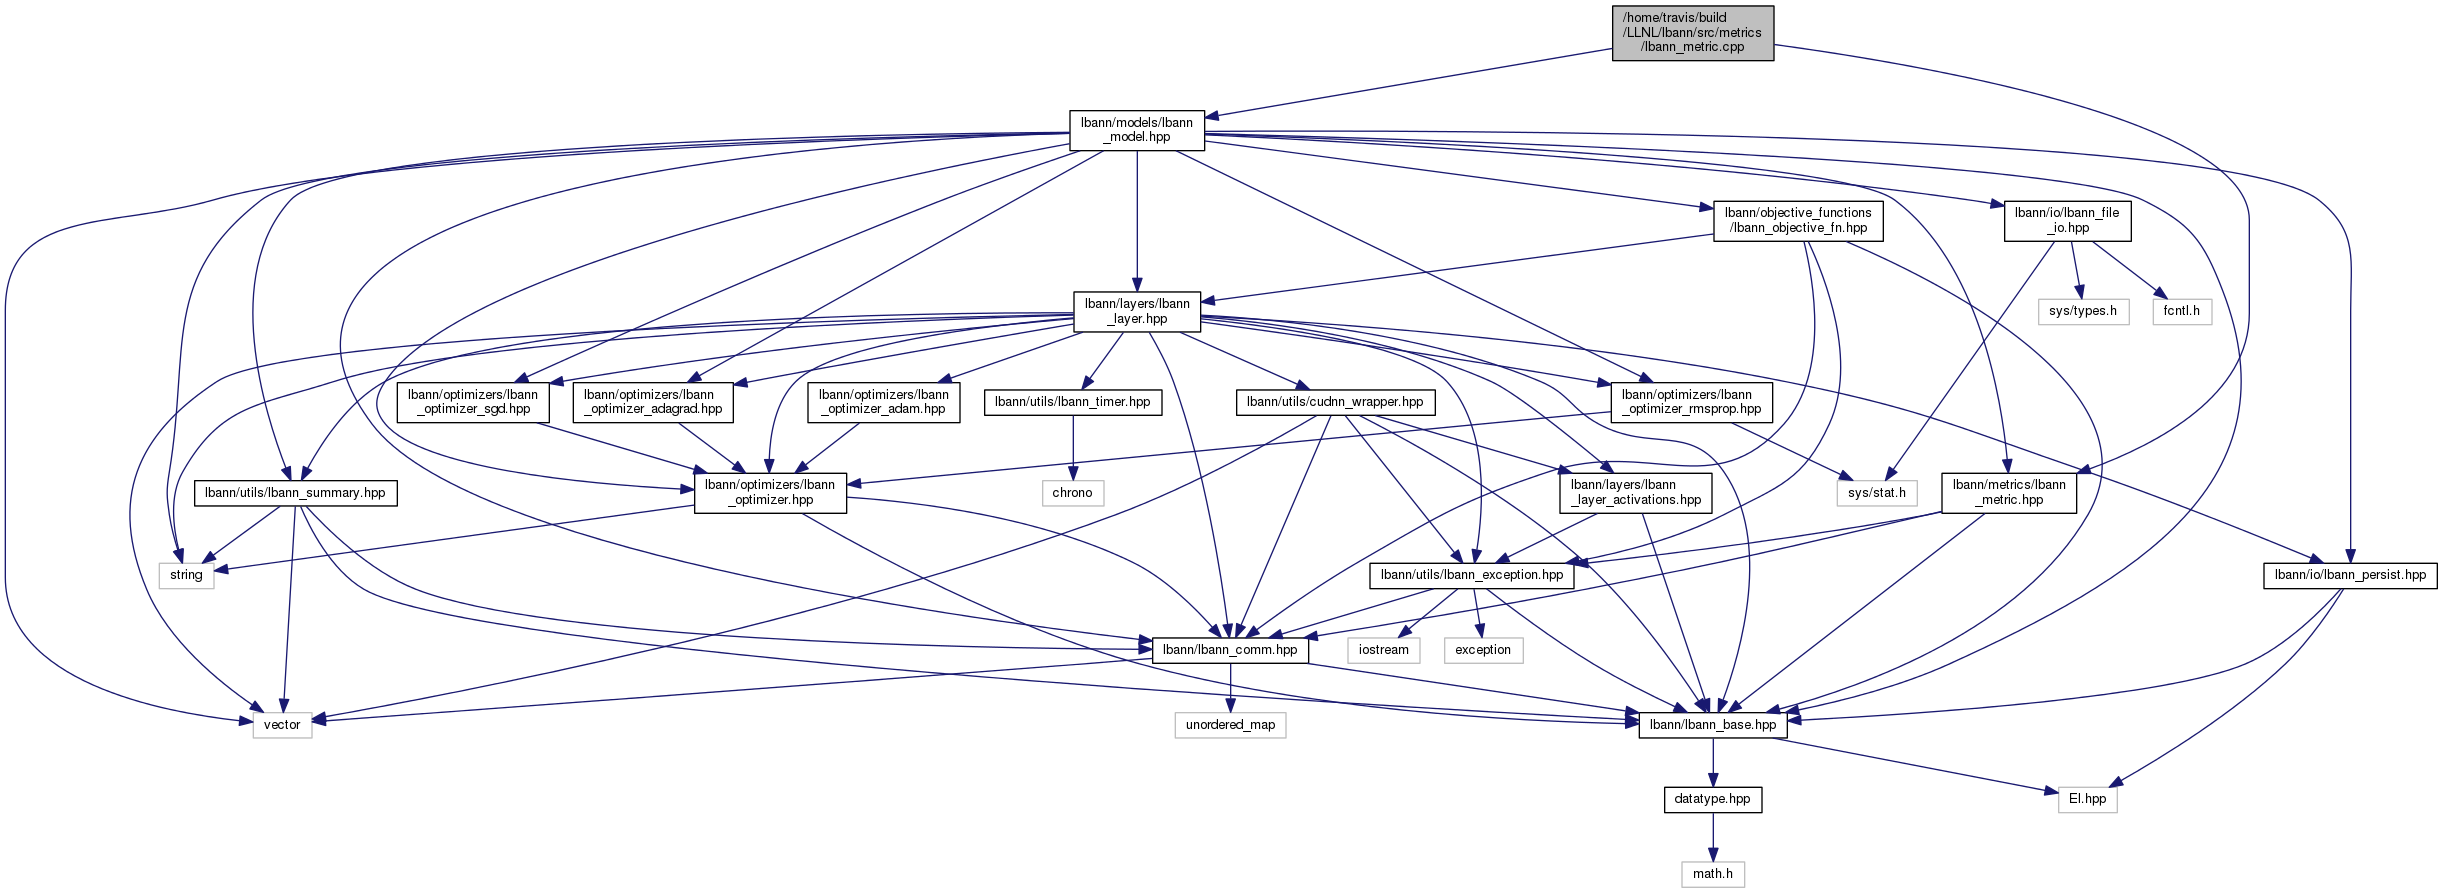 /home/travis/build
/LLNL/lbann/src/metrics
/lbann_metric.cpp
lbann/models/lbann
_model.hpp
lbann/objective_functions
/lbann_objective_fn.hpp
lbann/io/lbann_file
_io.hpp
lbann/layers/lbann
_layer.hpp
sys/types.h
fcntl.h
lbann/optimizers/lbann
_optimizer_sgd.hpp
lbann/optimizers/lbann
_optimizer_adagrad.hpp
lbann/optimizers/lbann
_optimizer_adam.hpp
lbann/utils/lbann_timer.hpp
lbann/utils/cudnn_wrapper.hpp
lbann/optimizers/lbann
_optimizer_rmsprop.hpp
lbann/utils/lbann_summary.hpp
lbann/optimizers/lbann
_optimizer.hpp
chrono
lbann/layers/lbann
_layer_activations.hpp
sys/stat.h
lbann/metrics/lbann
_metric.hpp
string
lbann/utils/lbann_exception.hpp
lbann/io/lbann_persist.hpp
lbann/lbann_comm.hpp
iostream
exception
vector
unordered_map
lbann/lbann_base.hpp
datatype.hpp
El.hpp
math.h